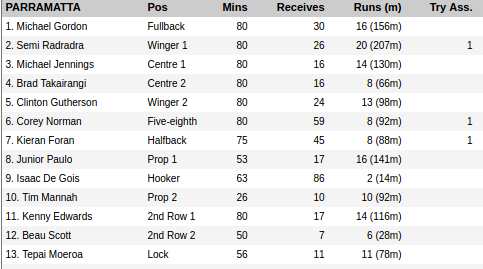 PARRAMATTA Pos Mins Receives Runs (m) Try Ass.
1. Michael Gordon Fullback 80 30 16 (156m)
2. Semi Radradra Winger 1 80 26 20 (207m) 1
3. Michael Jennings Centre 1 80 16 14 (130m)
4. Brad Takairangi Centre 2 80 16 8 (66m)
5. Clinton Gutherson Winger 2 80 24 13 (98m)
6. Corey Norman Five-eighth 80 59 8 (92m) 1
7. Kieran Foran Halfback 75 45 8 (88m) 1
8. Junior Paulo Prop 1 53 17 16 (141m)
9. Isaac De Gois Hooker 63 86 2 (14m)
10. Tim Mannah Prop 2 26 10 10 (92m)
11. Kenny Edwards 2nd Row 1 80 17 14 (116m)
12. Beau Scott 2nd Row 2 50 7 6 (28m)
13. Tepai Moeroa Lock 56 11 11 (78m)